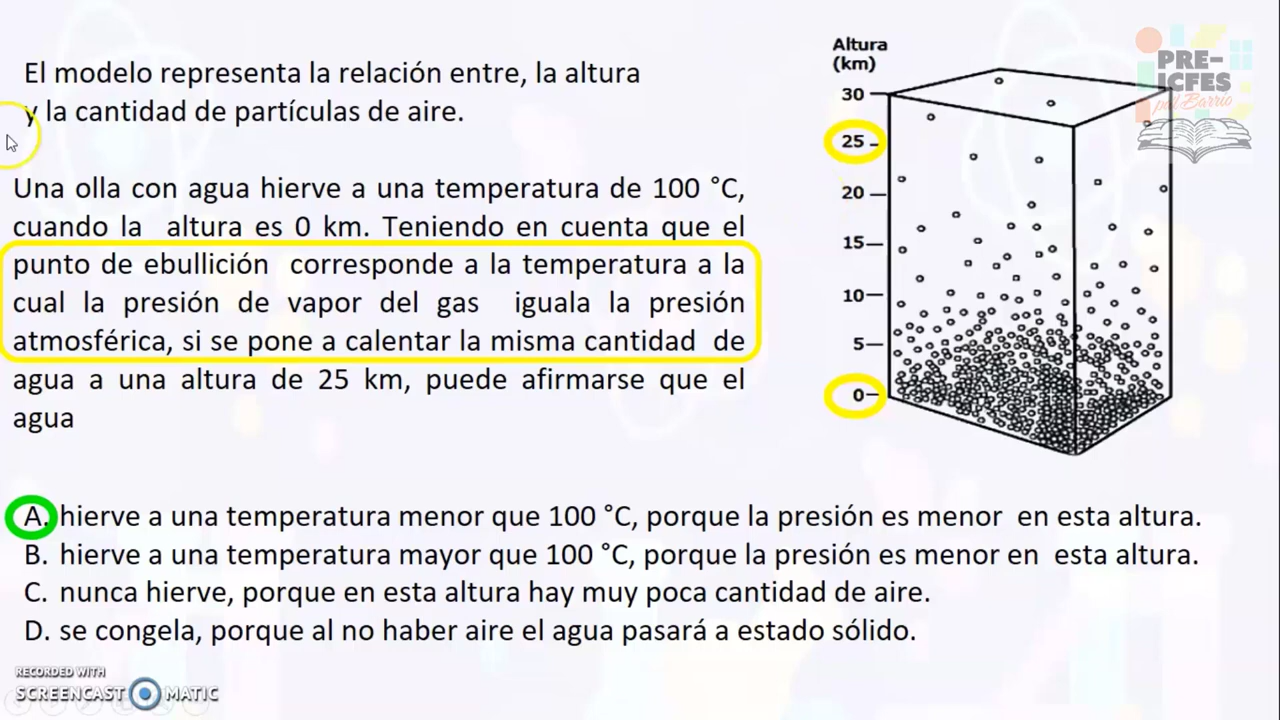 El modelo representa la relación entre, la altura
y la cantidad de partículas de aire.
Una olla con agua hierve a una temperatura de 100 °C,
cuando la altura es 0 km. Teniendo en cuenta que el
punto de ebullición corresponde a la temperatura a la
cual la presión de vapor del gas iguala la presión
atmosférica, si se pone a calentar la misma cantidad de
agua a una altura de 25 km, puede afirmarse que el
agua
Altura
(km)
30
25
20
15
10
5
0
PRE-
ICFES
pal Barrio
A. hierve a una temperatura menor que 100 °C, porque la presión es menor en esta altura.
B. hierve a una temperatura mayor que 100 °C, porque la presión es menor en esta altura.
C. nunca hierve, porque en esta altura hay muy poca cantidad de aire.
D. se congela, porque al no haber aire el agua pasará a estado sólido.
RECORDED WITH
SCREENCAST MATIC